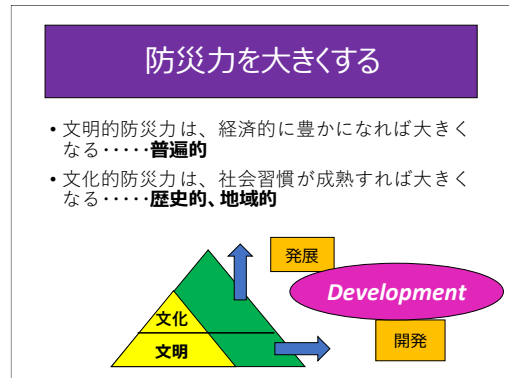 防災力を大きくする
• 文明的防災力は、経済的に豊かになれば大きく
なる‥‥‥普遍的
• 文化的防災力は、社会習慣が成熟すれば大きく
なる‥‥‥歴史的、地域的
発展
Development
文化
文明
開発